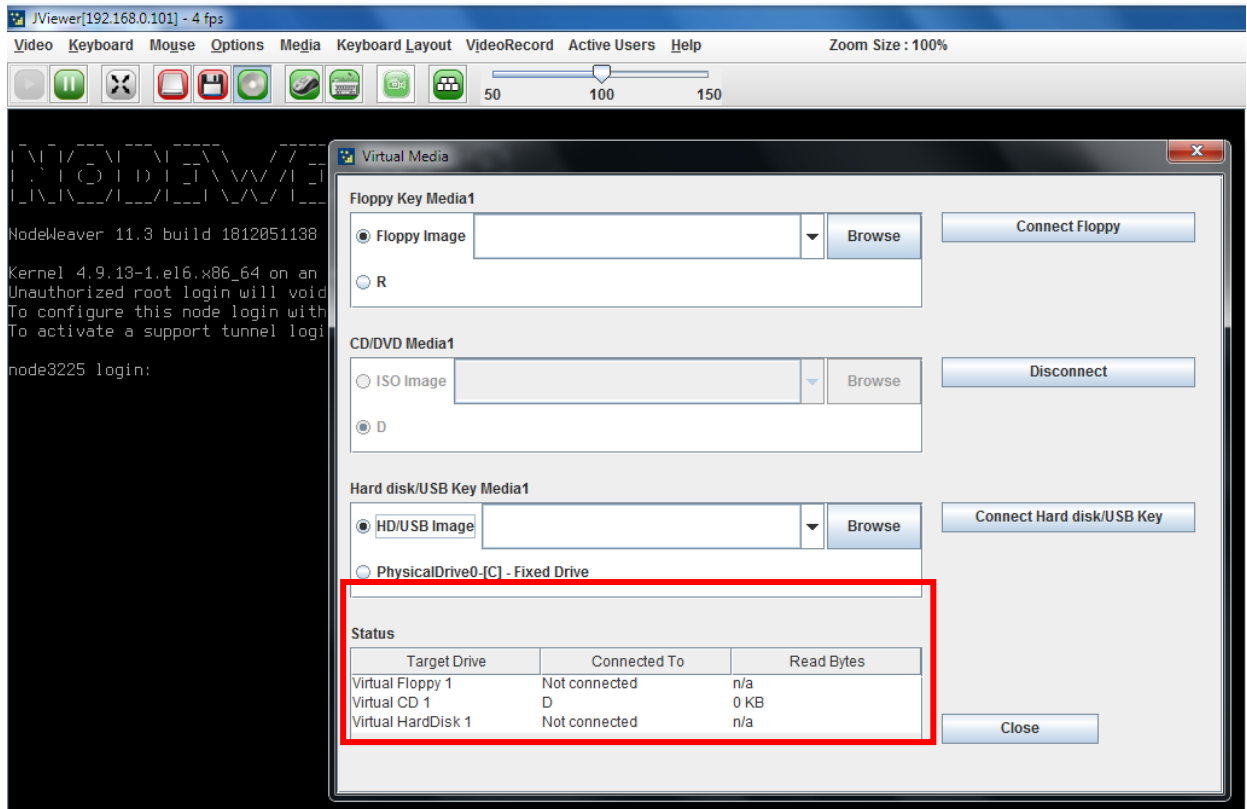 JViewer[192.168.0.101] - 4 fps
Video Keyboard Mouse Options Media Keyboard Layout VideoRecord Active Users Help Zoom Size : 100%
50 100 150
NodeWeaver 11.3 build 1812051138
Kernel 4.9.13-1.el6.x86_64 on an
Unauthorized root login will void
To configure this node login with
To activate a support tunnel logi
node3225 login:
Virtual Media
Floppy Key Media1
Floppy Image Browse Connect Floppy
R
CD/DVD Media1
ISO Image Browse Disconnect
D
Hard disk/USB Key Media1
HD/USB Image Browse Connect Hard disk/USB Key
PhysicalDrive0-[C] - Fixed Drive
Status
Target Drive Connected To Read Bytes
Virtual Floppy 1 Not connected n/a
Virtual CD 1 D 0 KB
Virtual HardDisk 1 Not connected n/a
Close